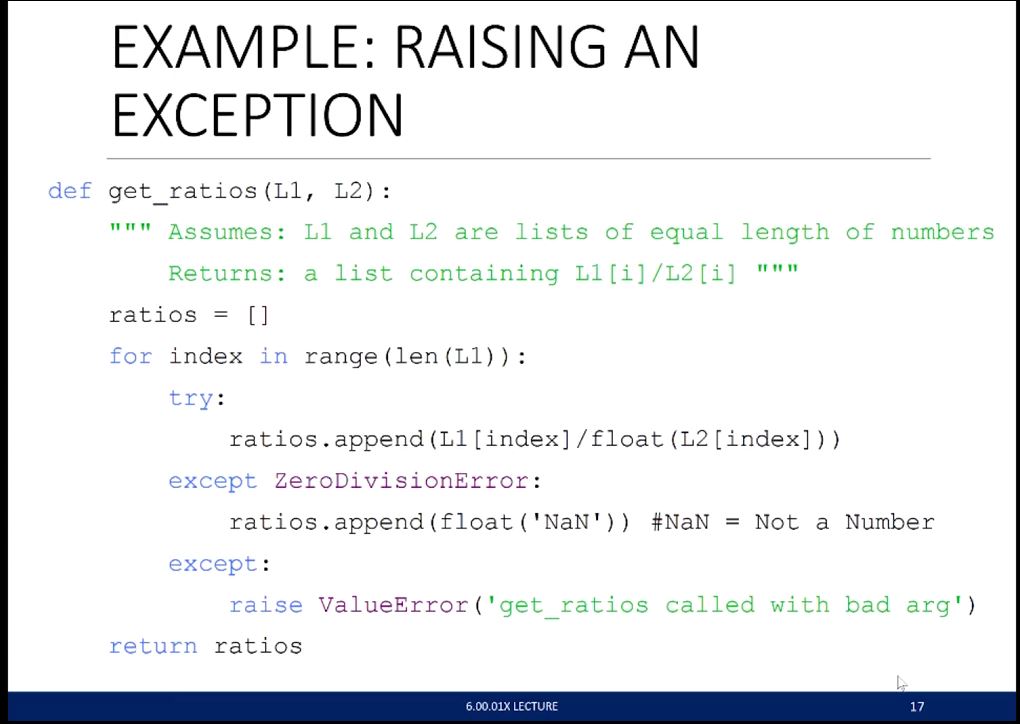 EXAMPLE: RAISING AN
EXCEPTION
def get_ratios(L1, L2):
    """ Assumes: L1 and L2 are lists of equal length of numbers
        Returns: a list containing L1[i]/L2[i] """
    ratios = []
    for index in range(len(L1)):
        try:
            ratios.append(L1[index]/float(L2[index]))
        except ZeroDivisionError:
            ratios.append(float('NaN')) #NaN = Not a Number
        except:
            raise ValueError('get_ratios called with bad arg')
    return ratios
6.00.01X LECTURE
17